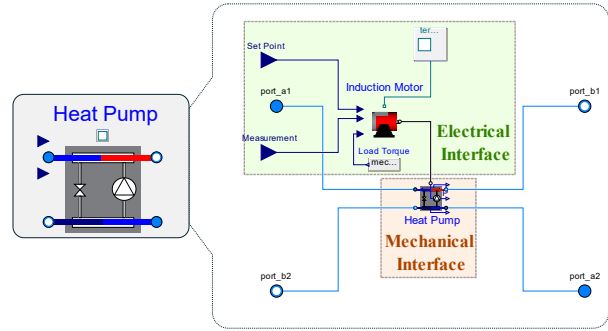 Heat Pump
ter...
Set Point
port_a1
Induction Motor
port_b1
Measurement
Load Torque
mec...
Electrical
Interface
Heat Pump
Mechanical
Interface
port_b2
port_a2